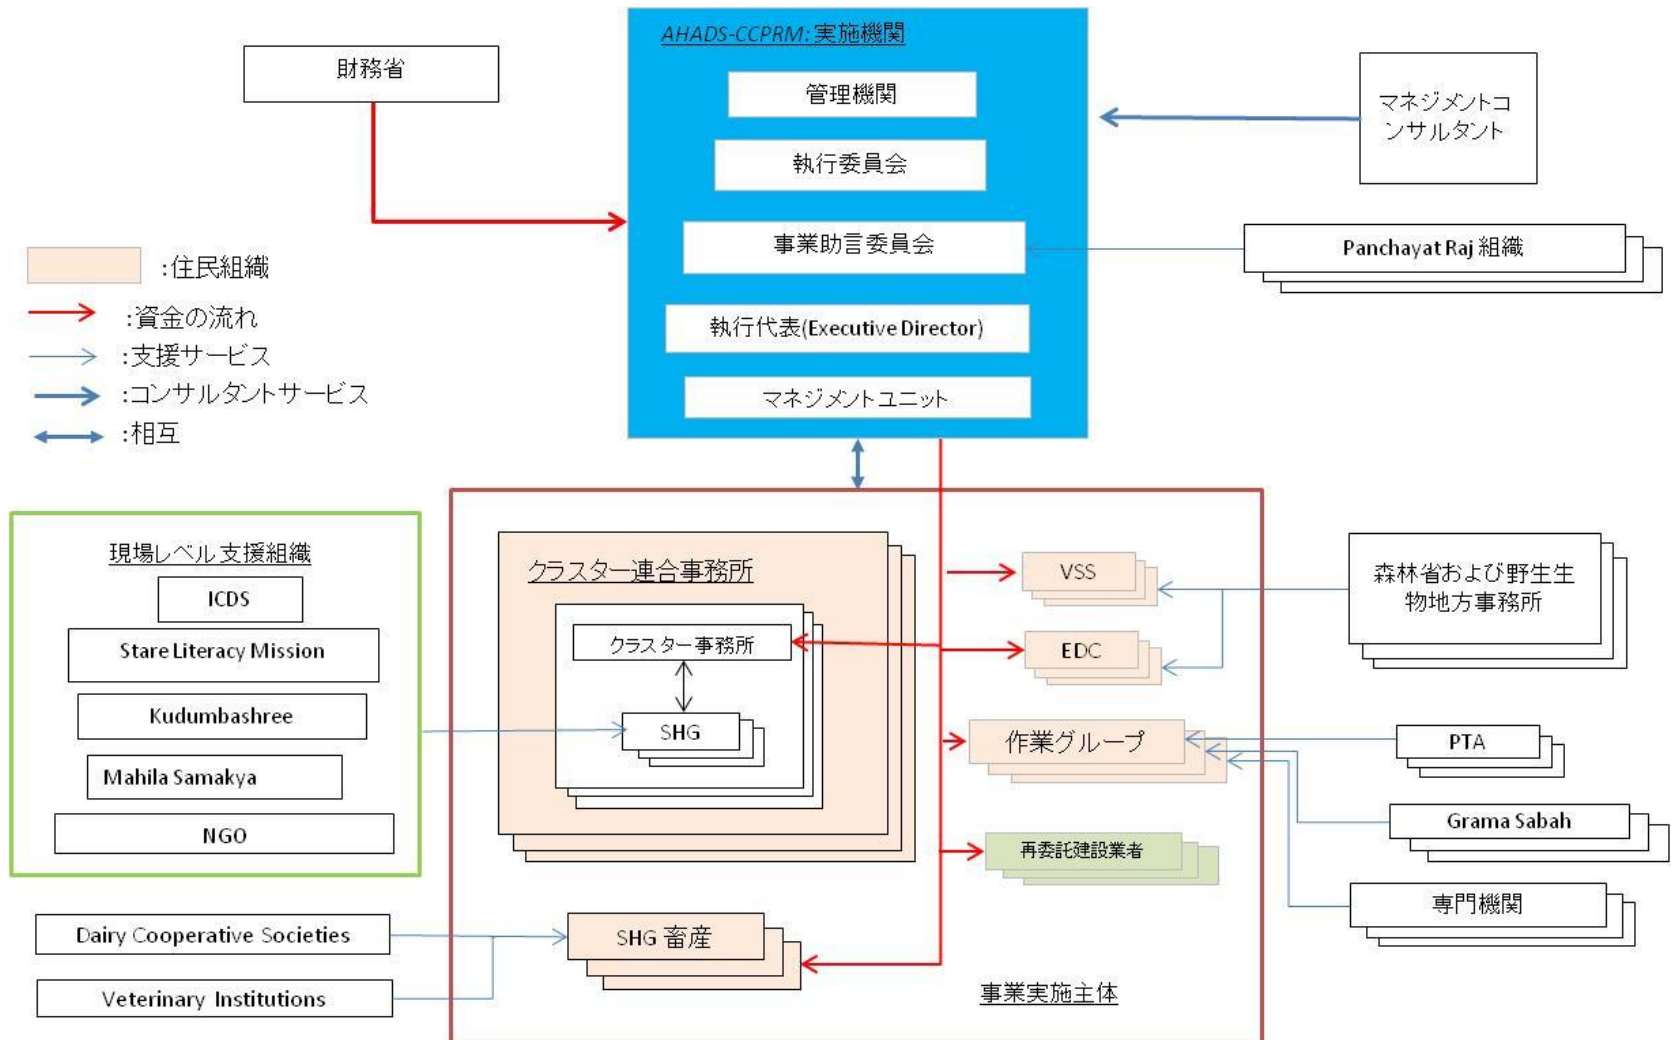 AHADS-CCPRM: 実施機関
財務省
管理機関
マネジメントコ
ンサルタント
執行委員会
事業助言委員会
Panchayat Raj 組織
:住民組織
:資金の流れ
執行代表(Executive Director)
:支援サービス
:コンサルタントサービス
マネジメントユニット
:相互
現場レベル支援組織
ICDS
Stare Literacy Mission
Kudumbashree
Mahila Samakya
NGO
クラスター連合事務所
クラスター事務所
SHG
VSS
EDC
作業グループ
再委託建設業者
森林省および野生生
物地方事務所
PTA
Grama Sabah
専門機関
Dairy Cooperative Societies
Veterinary Institutions
SHG 畜産
事業実施主体